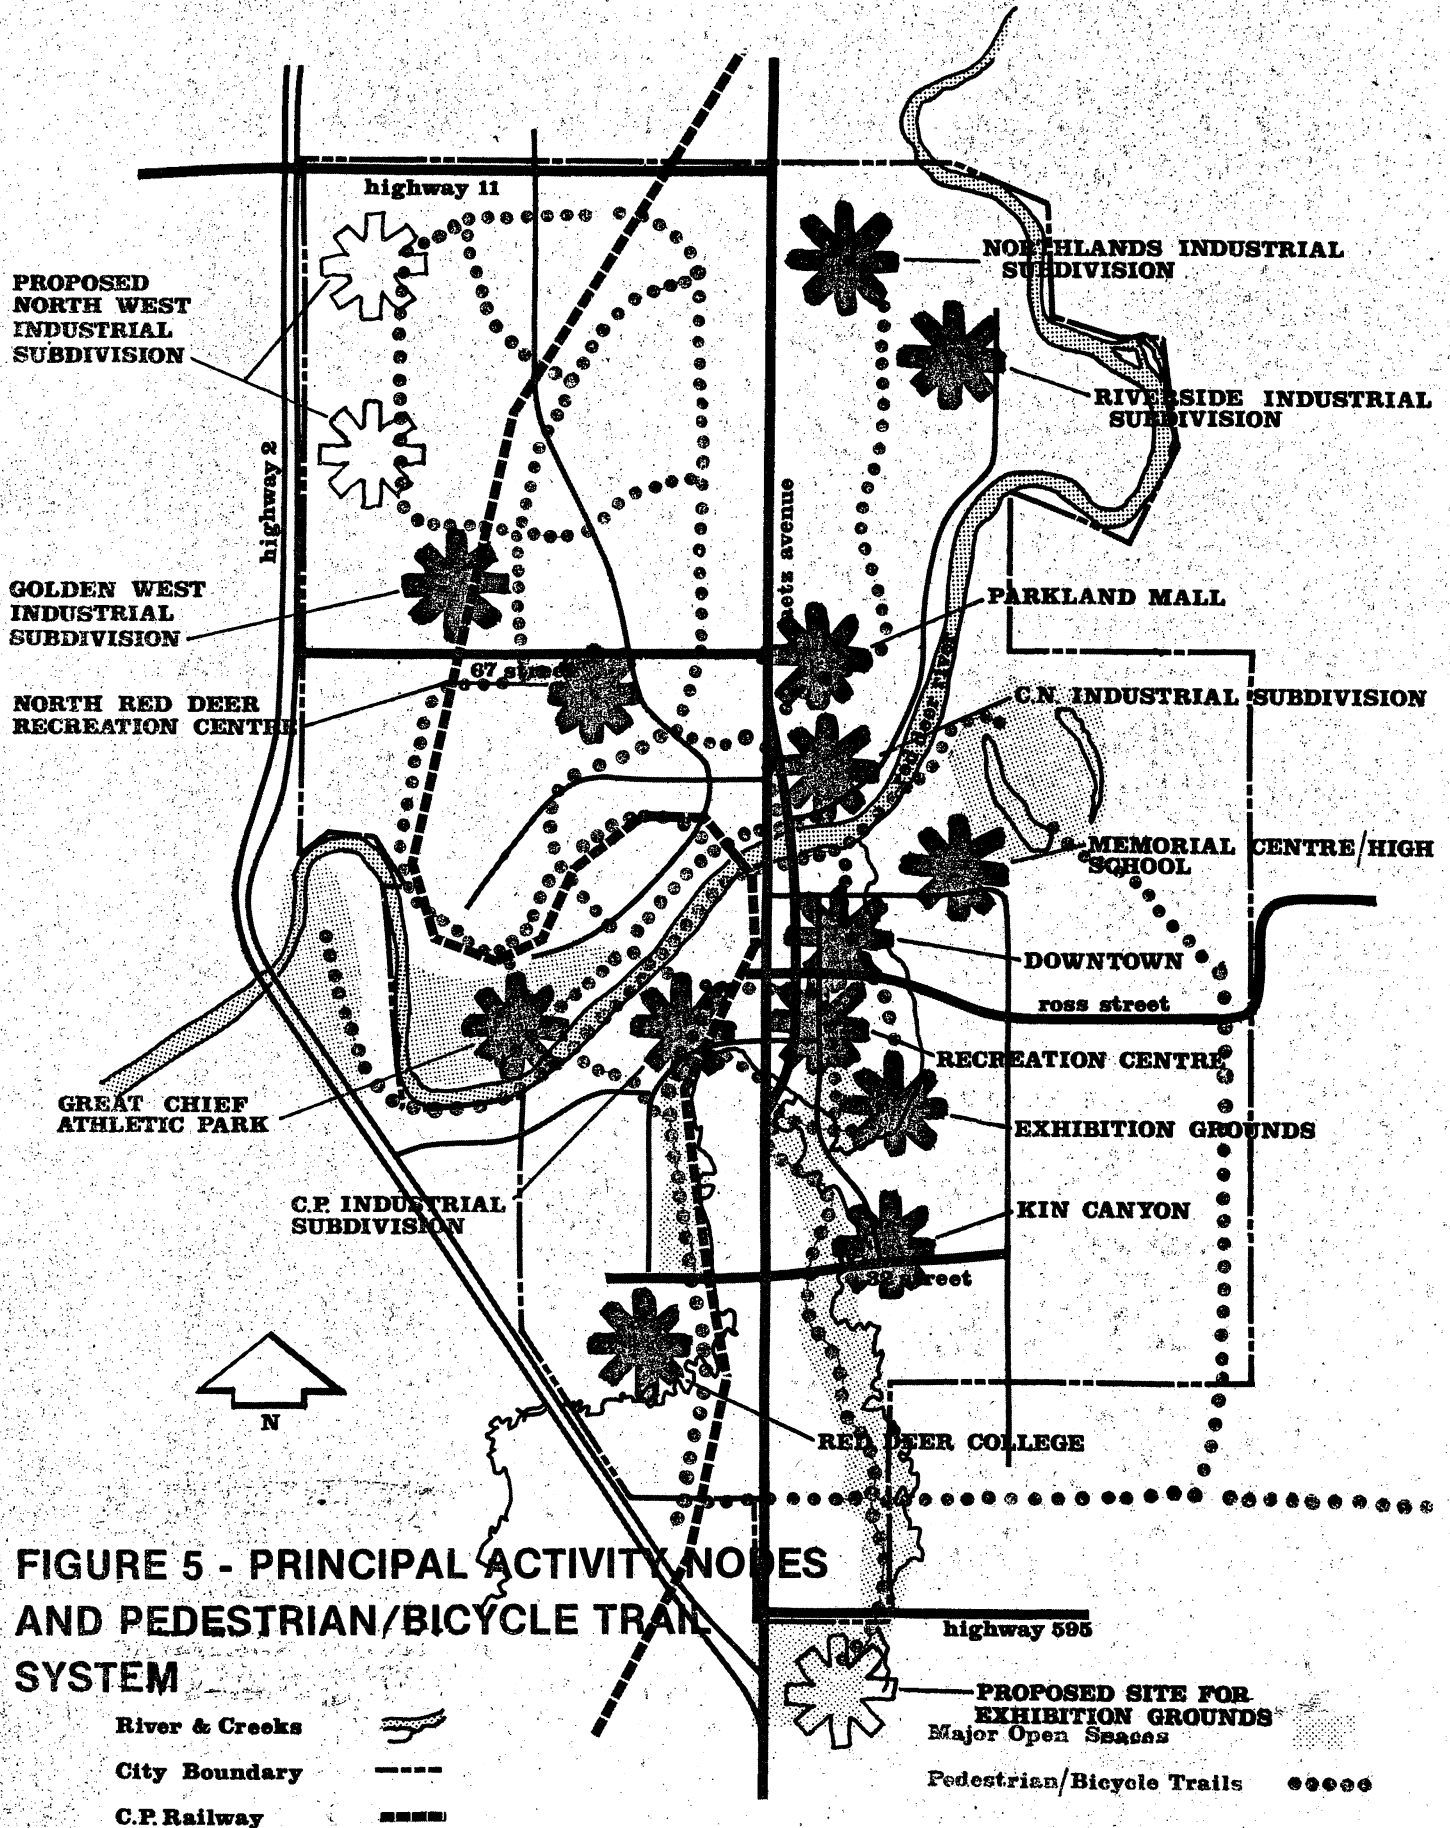 highway 11
NORTHLANDS INDUSTRIAL
SUBDIVISION
PROPOSED
NORTH WEST
INDUSTRIAL
SUBDIVISION
RIVERSIDE INDUSTRIAL
SUBDIVISION
highway 2
avenue
GOLDEN WEST
INDUSTRIAL
SUBDIVISION
PARKLAND MALL
67 street
NORTH RED DEER
RECREATION CENTRE
C.N. INDUSTRIAL SUBDIVISION
Red Deer River
MEMORIAL CENTRE/HIGH
SCHOOL
DOWNTOWN
ross street
RECREATION CENTRE
GREAT CHIEF
ATHLETIC PARK
EXHIBITION GROUNDS
C.P. INDUSTRIAL
SUBDIVISION
KIN CANYON
32 street
N
RED DEER COLLEGE
FIGURE 5 - PRINCIPAL ACTIVITY NODES
AND PEDESTRIAN/BICYCLE TRAIL
SYSTEM
highway 595
PROPOSED SITE FOR
EXHIBITION GROUNDS
River & Creeks
Major Open Spaces
City Boundary
Pedestrian/Bicycle Trails
C.P. Railway